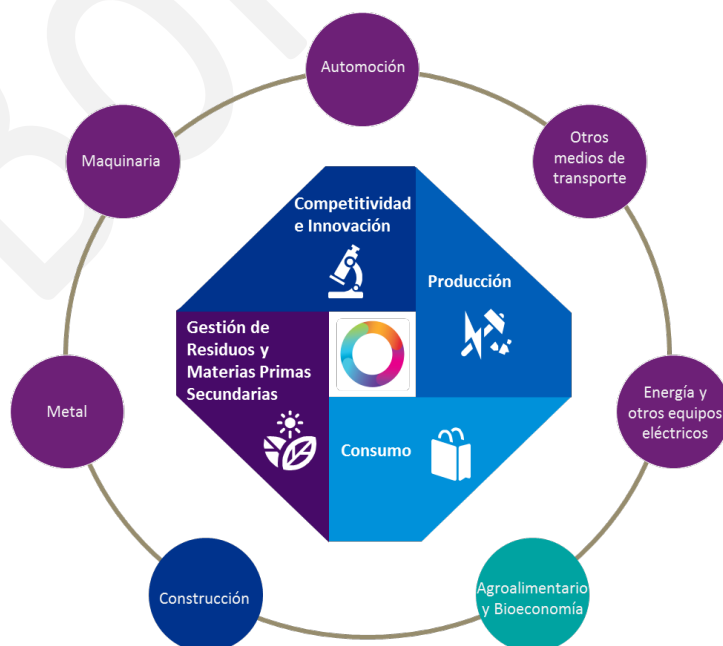 Automoción
Maquinaria
Otros
medios de
transporte
Competitividad
e Innovación
Producción
Gestión de
Residuos y
Materias Primas
Secundarias
Metal
Energía y
otros equipos
eléctricos
Consumo
Construcción
Agroalimentario
y Bioeconomía